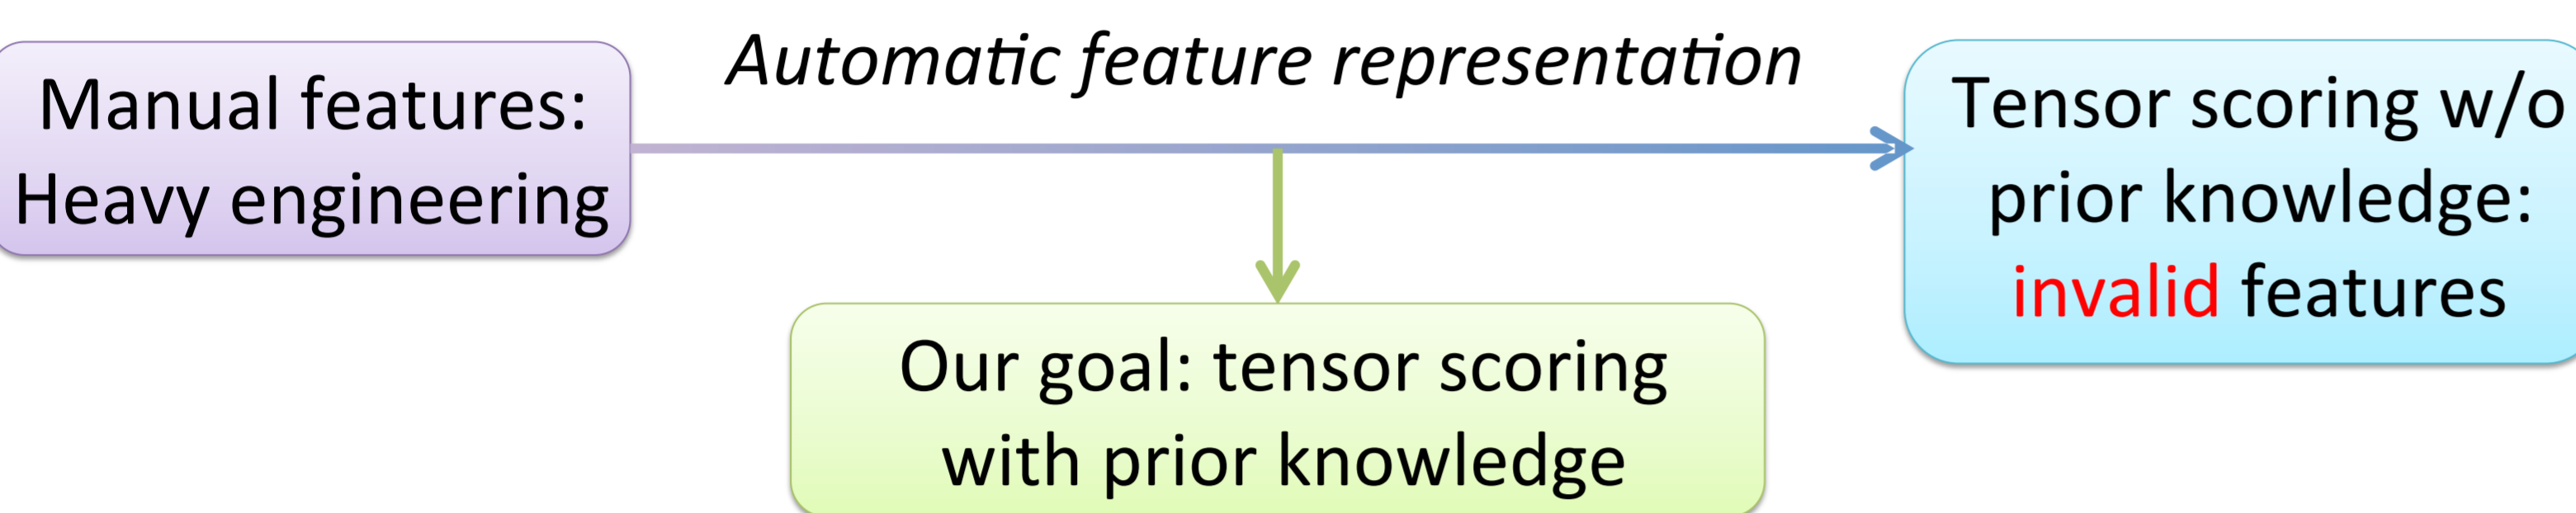 Manual features:
Heavy engineering
Automatic feature representation
Tensor scoring w/o
prior knowledge:
invalid features
Our goal: tensor scoring
with prior knowledge